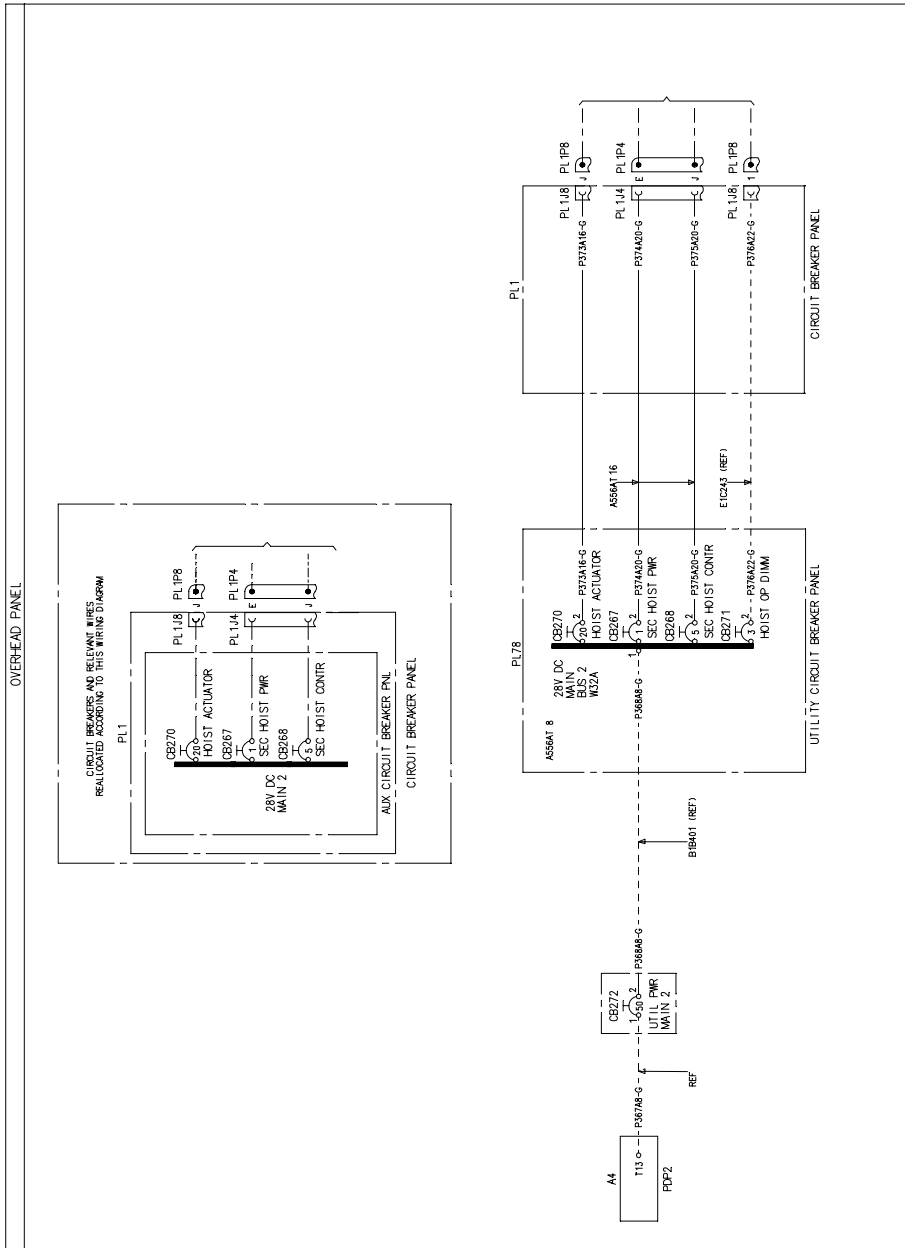 OVERHEAD PANEL
CIRCUIT BREAKERS AND RELEVANT WIRES
REALLOCATED ACCORDING TO THIS WIRING DIAGRAM
PL1
CB270
20
HOIST ACTUATOR
PL1J8
J
PL1P8
CB267
1
SEC HOIST PWR
PL1J4
E
PL1P4
CB268
5
SEC HOIST CONTR
J
28V DC
MAIN 2
AUX CIRCUIT BREAKER PNL
CIRCUIT BREAKER PANEL
A4
T13
PDP2
P367A8-G
REF
CB272
1
50
2
UTIL PWR
MAIN 2
P368A8-G
B1B401 (REF)
PL78
A556AT 8
28V DC
MAIN
BUS 2
W32A
P368A8-G
1
CB270
20
2
HOIST ACTUATOR
P373A16-G
CB267
1
2
SEC HOIST PWR
P374A20-G
CB268
5
2
SEC HOIST CONTR
P375A20-G
CB271
3
2
HOIST OP DIMM
P376A22-G
UTILITY CIRCUIT BREAKER PANEL
A556AT16
E1C243 (REF)
PL1
P373A16-G
PL1J8
J
PL1P8
P374A20-G
PL1J4
E
PL1P4
P375A20-G
J
P376A22-G
PL1J8
1
PL1P8
CIRCUIT BREAKER PANEL